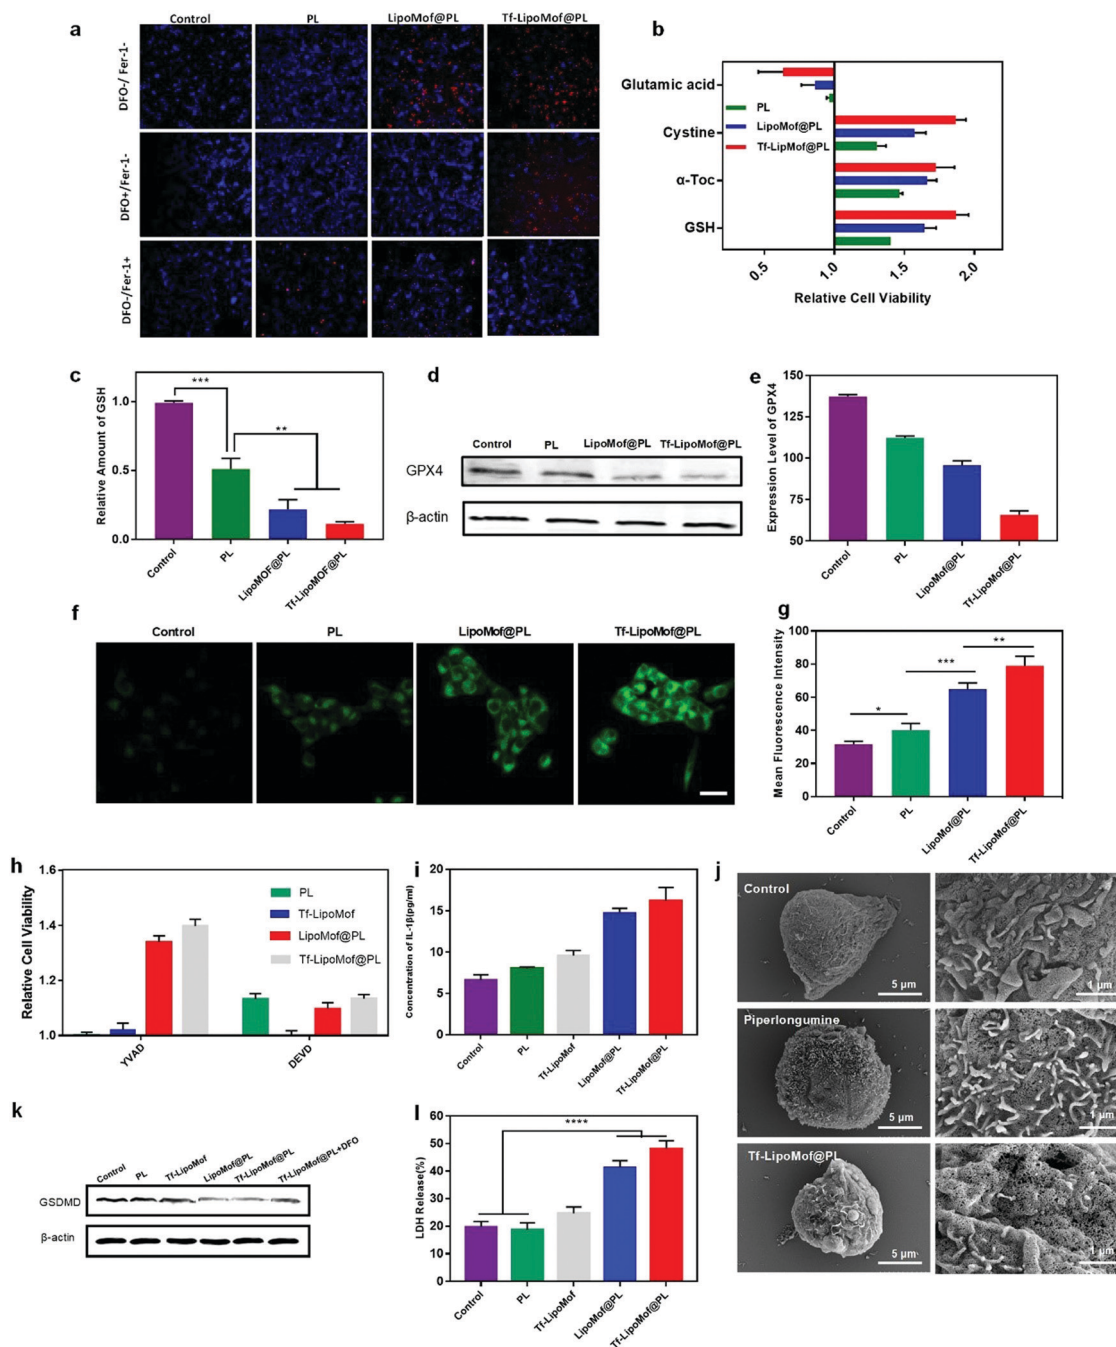 a
Control
PL
LipoMof@PL
Tf-LipoMof@PL
DFO-/ Fer-1-
DFO+/Fer-1-
DFO-/Fer-1+
b
Glutamic acid
Cystine
α-Toc
GSH
PL
LipoMof@PL
Tf-LipMof@PL
0.5
1.0
1.5
2.0
Relative Cell Viability
c
Relative Amount of GSH
1.0
0.5
0.0
***
**
Control
PL
LipoMOF@PL
Tf-LipoMOF@PL
d
Control
PL
LipoMof@PL
Tf-LipoMof@PL
GPX4
β-actin
e
Expression Level of GPX4
150
125
100
75
50
Control
PL
LipoMof@PL
Tf-LipoMof@PL
f
Control
PL
LipoMof@PL
Tf-LipoMof@PL
g
Mean Fluorescence Intensity
100
80
60
40
20
0
*
***
**
Control
PL
LipoMof@PL
Tf-LipoMof@PL
h
Relative Cell Viability
1.6
1.4
1.2
1.0
PL
Tf-LipoMof
LipoMof@PL
Tf-LipoMof@PL
YVAD
DEVD
i
Concentration of IL-1β(pg/ml)
20
15
10
5
0
Control
PL
Tf-LipoMof
LipoMof@PL
Tf-LipoMof@PL
j
Control
5 μm
1 μm
Piperlongumine
5 μm
1 μm
Tf-LipoMof@PL
5 μm
1 μm
k
Control
PL
Tf-LipoMof
LipoMof@PL
Tf-LipoMof@PL
Tf-LipoMof@PL+DFO
GSDMD
β-actin
l
LDH Release(%)
60
50
40
30
20
10
0
****
Control
PL
Tf-LipoMof
LipoMof@PL
Tf-LipoMof@PL